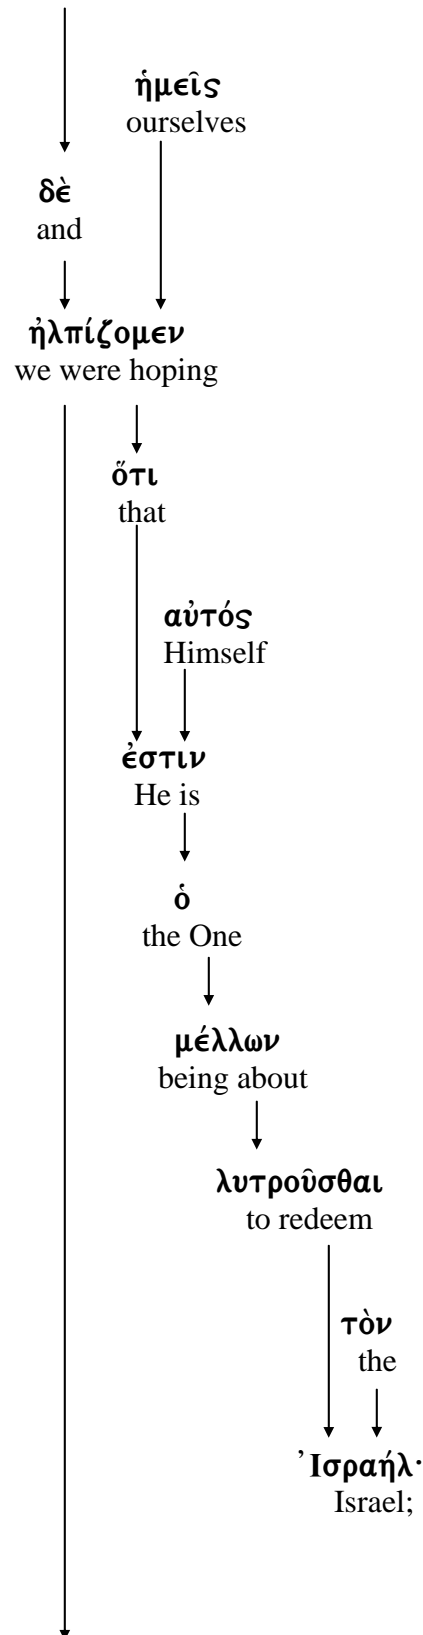 ἡμεῖς
ourselves
δὲ
and
ἠλπίζομεν
we were hoping
ὅτι
that
αὐτός
Himself
ἐστιν
He is
ὁ
the One
μέλλων
being about
λυτροῦσθαι
to redeem
τὸν
the
Ἰσραήλ·
Israel;